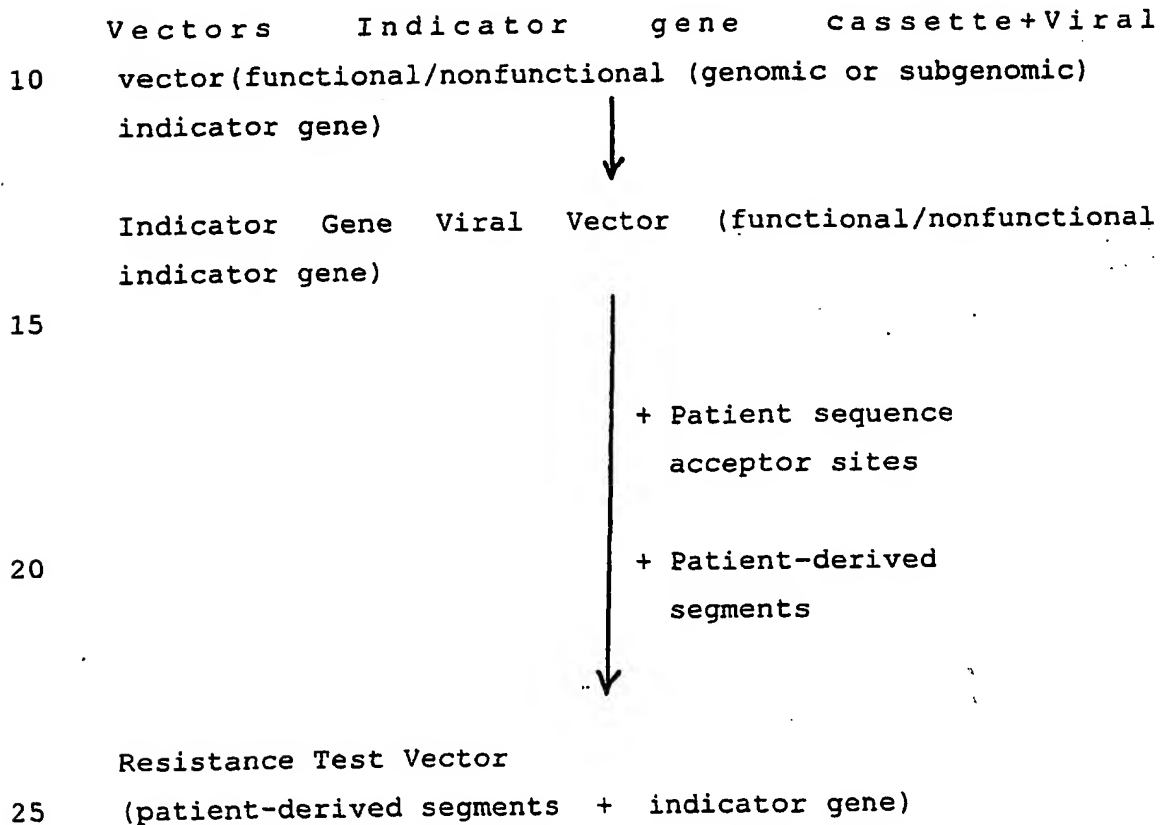 Vectors Indicator gene cassette+Viral
10 vector(functional/nonfunctional (genomic or subgenomic)
indicator gene)
Indicator Gene Viral Vector (functional/nonfunctional
indicator gene)
15
+ Patient sequence
acceptor sites
20 + Patient-derived
segments
Resistance Test Vector
25 (patient-derived segments + indicator gene)